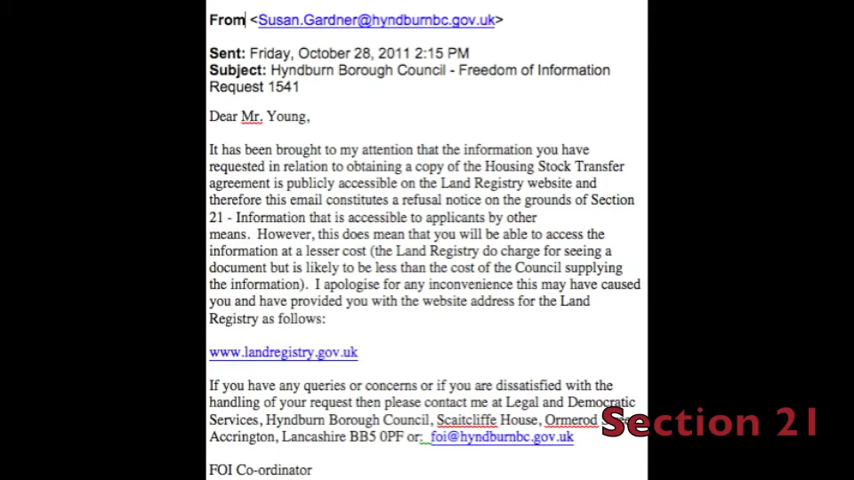 From <Susan.Gardner@hyndburnbc.gov.uk>
Sent: Friday, October 28, 2011 2:15 PM
Subject: Hyndburn Borough Council - Freedom of Information
Request 1541
Dear Mr. Young,
It has been brought to my attention that the information you have
requested in relation to obtaining a copy of the Housing Stock Transfer
agreement is publicly accessible on the Land Registry website and
therefore this email constitutes a refusal notice on the grounds of Section
21 - Information that is accessible to applicants by other
means.  However, this does mean that you will be able to access the
information at a lesser cost (the Land Registry do charge for seeing a
document but is likely to be less than the cost of the Council supplying
the information).  I apologise for any inconvenience this may have caused
you and have provided you with the website address for the Land
Registry as follows:
www.landregistry.gov.uk
If you have any queries or concerns or if you are dissatisfied with the
handling of your request then please contact me at Legal and Democratic
Services, Hyndburn Borough Council, Scaitcliffe House, Ormerod
Accrington, Lancashire BB5 0PF or: foi@hyndburnbc.gov.uk
Section 21
FOI Co-ordinator